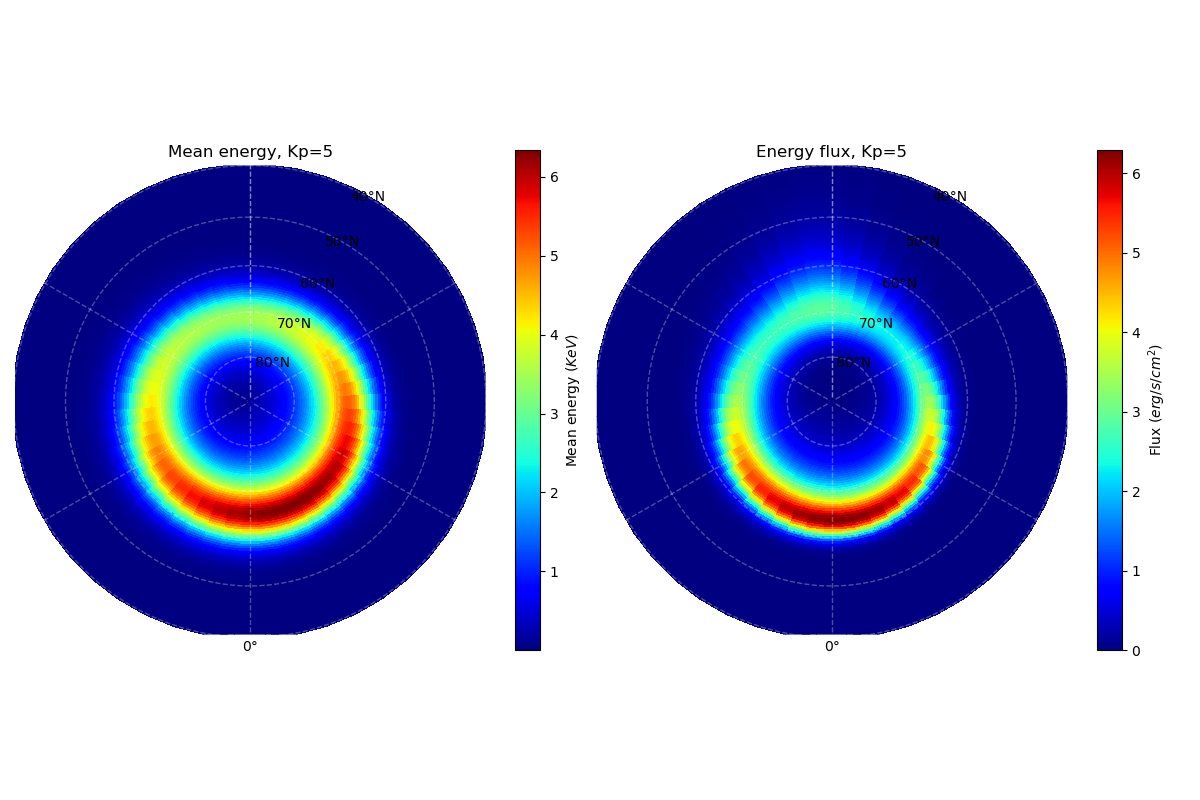 Mean energy, Kp=5
40°N
50°N
60°N
70°N
80°N
0°
6
5
4
3
2
1
Mean energy (KeV)
Energy flux, Kp=5
40°N
50°N
60°N
70°N
80°N
0°
6
5
4
3
2
1
0
Flux (erg/s/cm²)